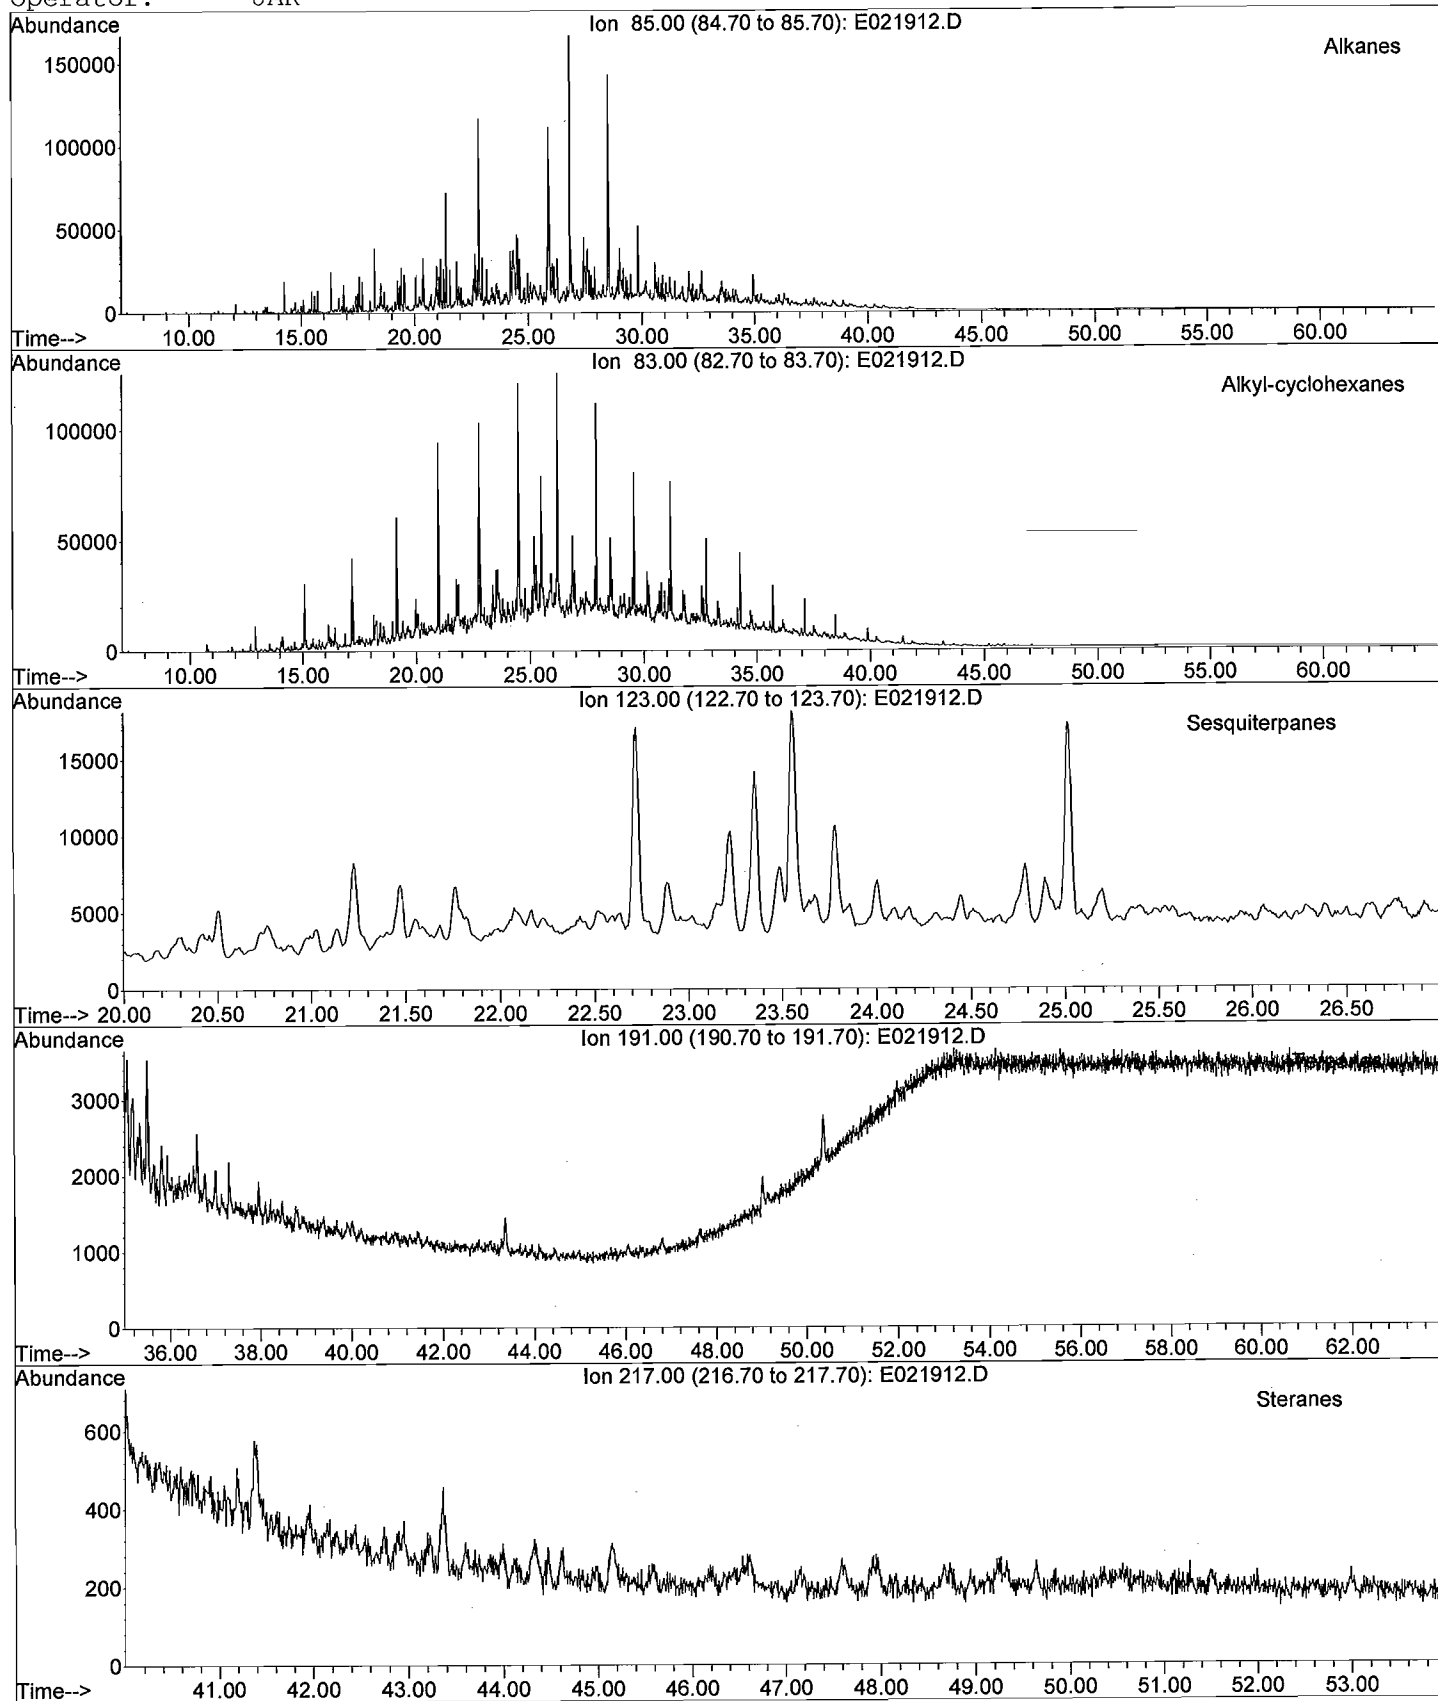 Operator: JAR
Abundance Ion 85.00 (84.70 to 85.70): E021912.D
Alkanes
150000
100000
50000
0
Time--> 10.00 15.00 20.00 25.00 30.00 35.00 40.00 45.00 50.00 55.00 60.00
Abundance Ion 83.00 (82.70 to 83.70): E021912.D
Alkyl-cyclohexanes
100000
50000
0
Time--> 10.00 15.00 20.00 25.00 30.00 35.00 40.00 45.00 50.00 55.00 60.00
Abundance Ion 123.00 (122.70 to 123.70): E021912.D
Sesquiterpanes
15000
10000
5000
0
Time--> 20.00 20.50 21.00 21.50 22.00 22.50 23.00 23.50 24.00 24.50 25.00 25.50 26.00 26.50
Abundance Ion 191.00 (190.70 to 191.70): E021912.D
3000
2000
1000
0
Time--> 36.00 38.00 40.00 42.00 44.00 46.00 48.00 50.00 52.00 54.00 56.00 58.00 60.00 62.00
Abundance Ion 217.00 (216.70 to 217.70): E021912.D
Steranes
600
400
200
0
Time--> 41.00 42.00 43.00 44.00 45.00 46.00 47.00 48.00 49.00 50.00 51.00 52.00 53.00